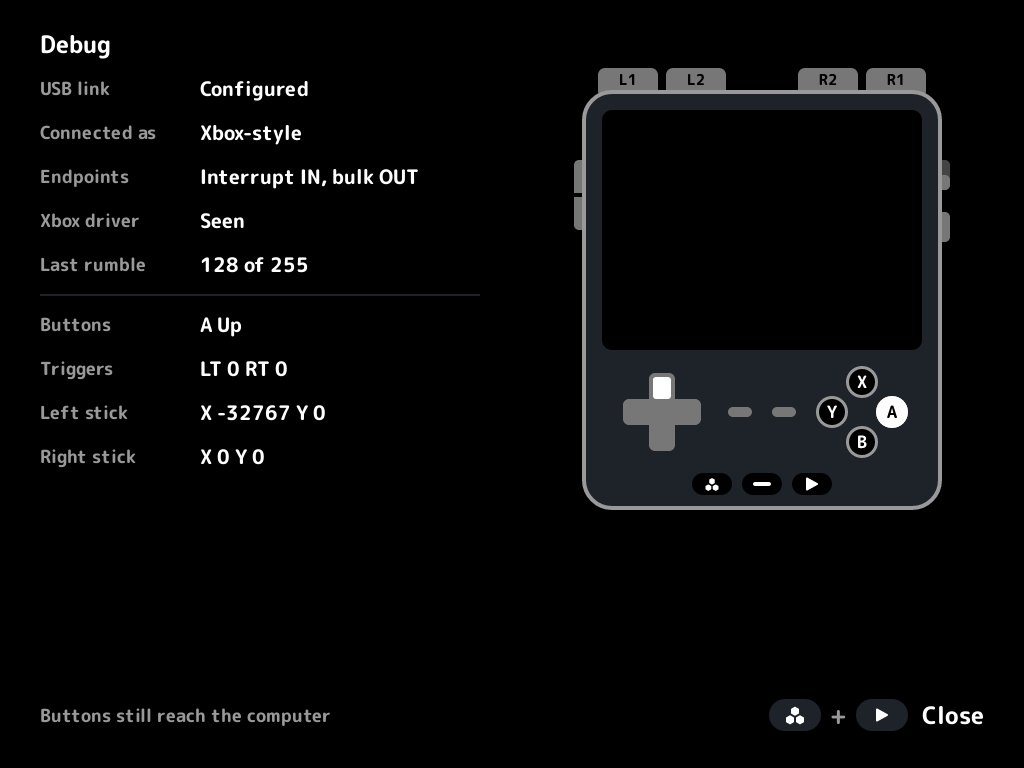 Debug
USB link Configured
Connected as Xbox-style
Endpoints Interrupt IN, bulk OUT
Xbox driver Seen
Last rumble 128 of 255
Buttons A Up
Triggers LT 0 RT 0
Left stick X -32767 Y 0
Right stick X 0 Y 0
L1 L2 R2 R1
X
Y A
B
Buttons still reach the computer
+ Close